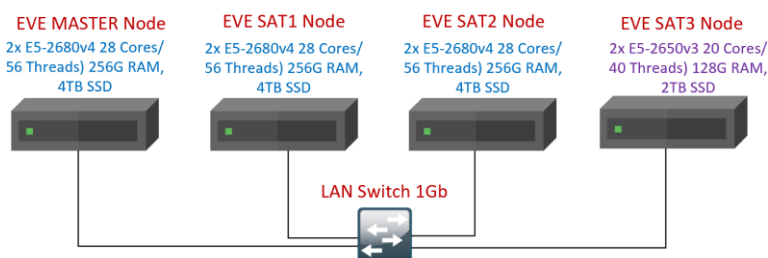 EVE MASTER Node
2x E5-2680v4 28 Cores/
56 Threads) 256G RAM,
4TB SSD
EVE SAT1 Node
2x E5-2680v4 28 Cores/
56 Threads) 256G RAM,
4TB SSD
EVE SAT2 Node
2x E5-2680v4 28 Cores/
56 Threads) 256G RAM,
4TB SSD
EVE SAT3 Node
2x E5-2650v3 20 Cores/
40 Threads) 128G RAM,
2TB SSD
LAN Switch 1Gb